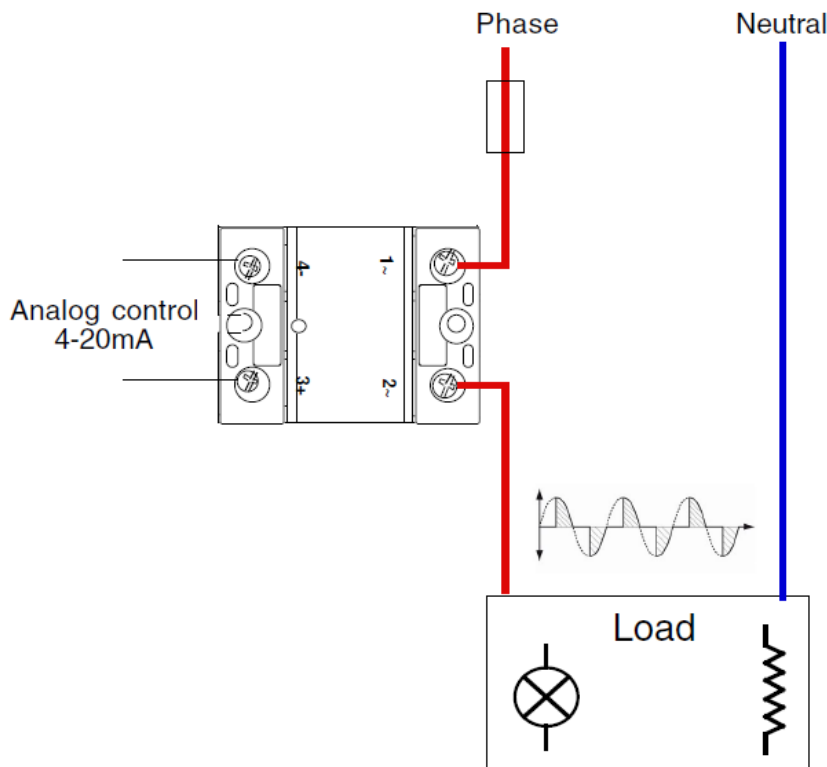 Phase
Neutral
4-
1~
Analog control
4-20mA
3+
2~
Load